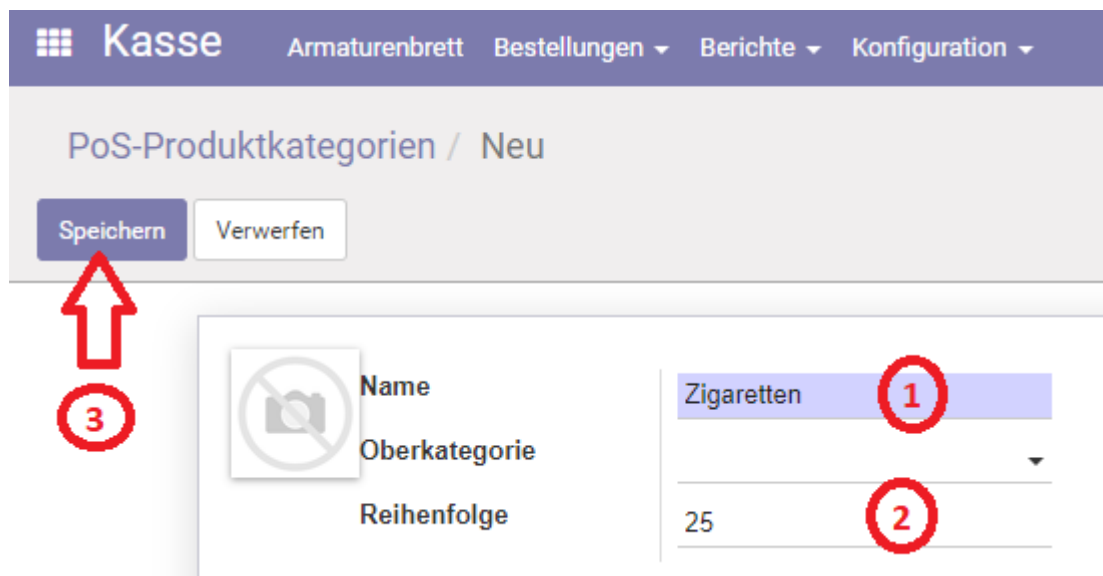 Kasse Armaturenbrett Bestellungen Berichte Konfiguration
PoS-Produktkategorien / Neu
Speichern Verwerfen
3
Name Zigaretten 1
Oberkategorie
Reihenfolge 25 2